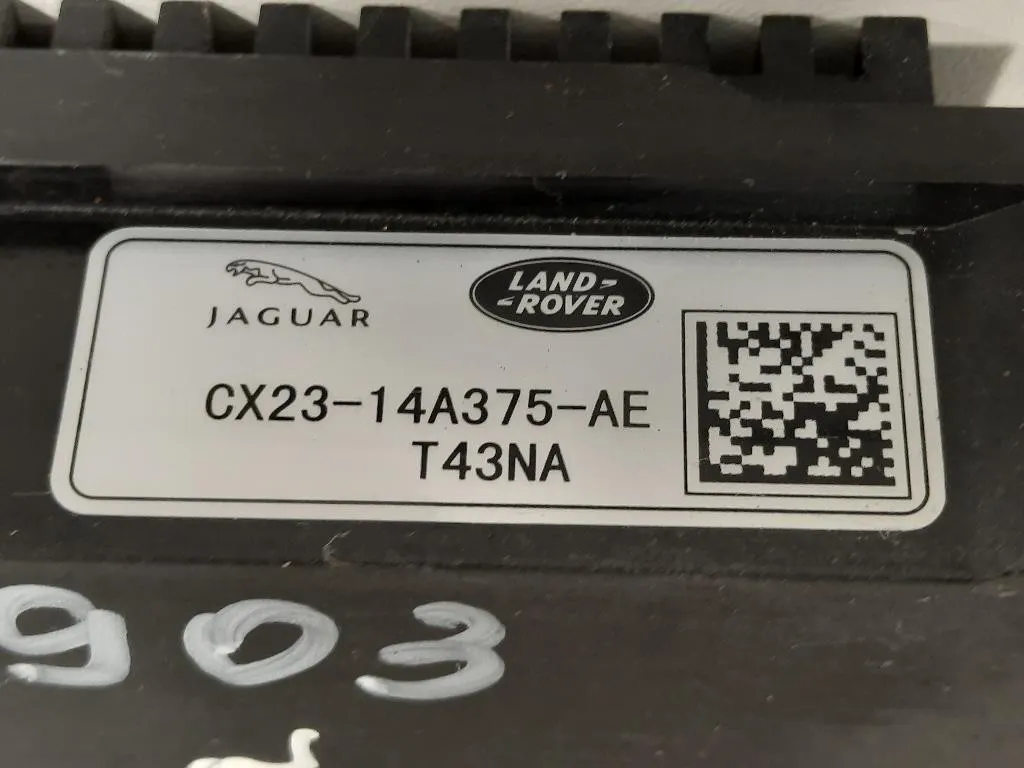 JAGUAR
LAND
ROVER
CX23-14A375-AE
T43NA
903